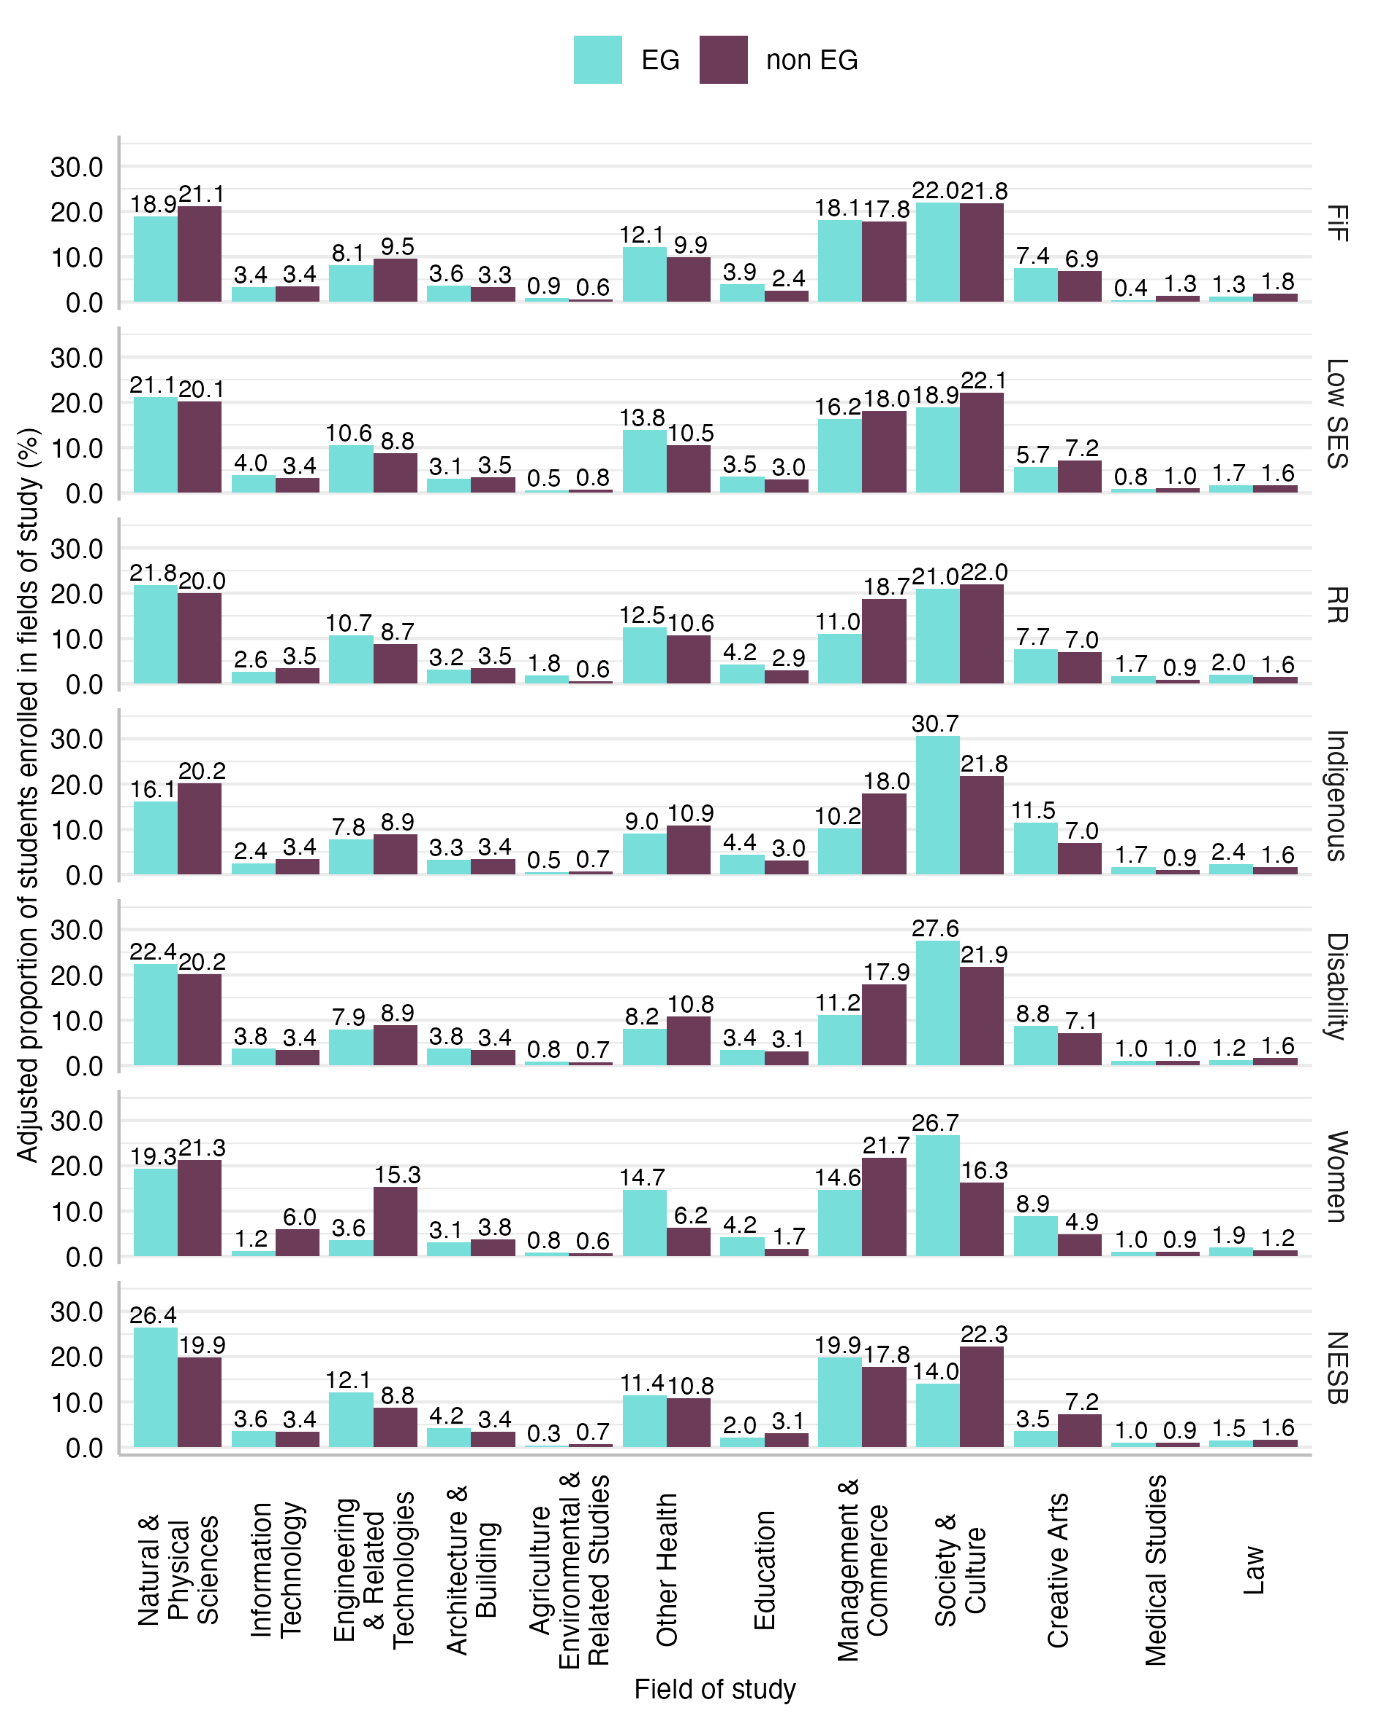 EG non EG
Adjusted proportion of students enrolled in fields of study (%)
FiF
30.0
20.0
10.0
0.0
18.9 21.1 3.4 3.4 8.1 9.5 3.6 3.3 0.9 0.6 12.1 9.9 3.9 2.4 18.1 17.8 22.0 21.8 7.4 6.9 0.4 1.3 1.3 1.8
Low SES
30.0
20.0
10.0
0.0
21.1 20.1 4.0 3.4 10.6 8.8 3.1 3.5 0.5 0.8 13.8 10.5 3.5 3.0 16.2 18.0 18.9 22.1 5.7 7.2 0.8 1.0 1.7 1.6
RR
30.0
20.0
10.0
0.0
21.8 20.0 2.6 3.5 10.7 8.7 3.2 3.5 1.8 0.6 12.5 10.6 4.2 2.9 11.0 18.7 21.0 22.0 7.7 7.0 1.7 0.9 2.0 1.6
Indigenous
30.0
20.0
10.0
0.0
16.1 20.2 2.4 3.4 7.8 8.9 3.3 3.4 0.5 0.7 9.0 10.9 4.4 3.0 10.2 18.0 30.7 21.8 11.5 7.0 1.7 0.9 2.4 1.6
Disability
30.0
20.0
10.0
0.0
22.4 20.2 3.8 3.4 7.9 8.9 3.8 3.4 0.8 0.7 8.2 10.8 3.4 3.1 11.2 17.9 27.6 21.9 8.8 7.1 1.0 1.0 1.2 1.6
Women
30.0
20.0
10.0
0.0
19.3 21.3 1.2 6.0 3.6 15.3 3.1 3.8 0.8 0.6 14.7 6.2 4.2 1.7 14.6 21.7 26.7 16.3 8.9 4.9 1.0 0.9 1.9 1.2
NESB
30.0
20.0
10.0
0.0
26.4 19.9 3.6 3.4 12.1 8.8 4.2 3.4 0.3 0.7 11.4 10.8 2.0 3.1 19.9 17.8 14.0 22.3 3.5 7.2 1.0 0.9 1.5 1.6
Natural &
Physical
Sciences
Information
Technology
Engineering
& Related
Technologies
Architecture &
Building
Agriculture
Environmental &
Related Studies
Other Health
Education
Management &
Commerce
Society &
Culture
Creative Arts
Medical Studies
Law
Field of study